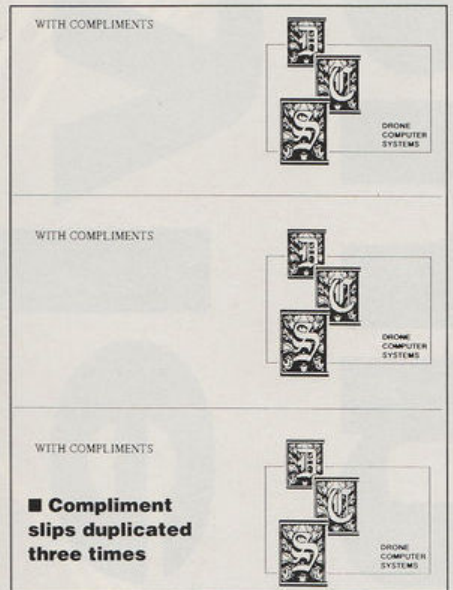 WITH COMPLIMENTS
D
C
S
DRONE
COMPUTER
SYSTEMS
WITH COMPLIMENTS
D
C
S
DRONE
COMPUTER
SYSTEMS
WITH COMPLIMENTS
D
C
S
DRONE
COMPUTER
SYSTEMS
■ Compliment
slips duplicated
three times